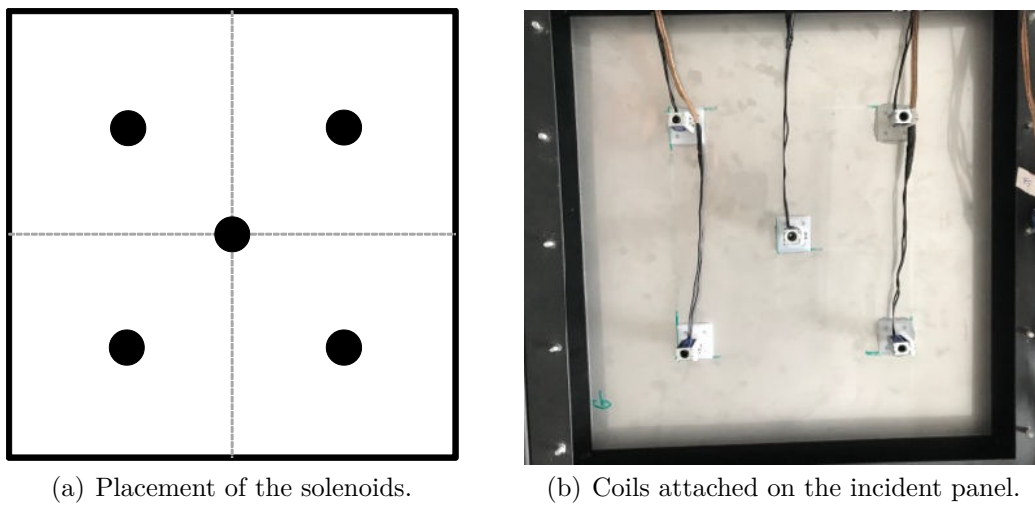 (a) Placement of the solenoids.
(b) Coils attached on the incident panel.